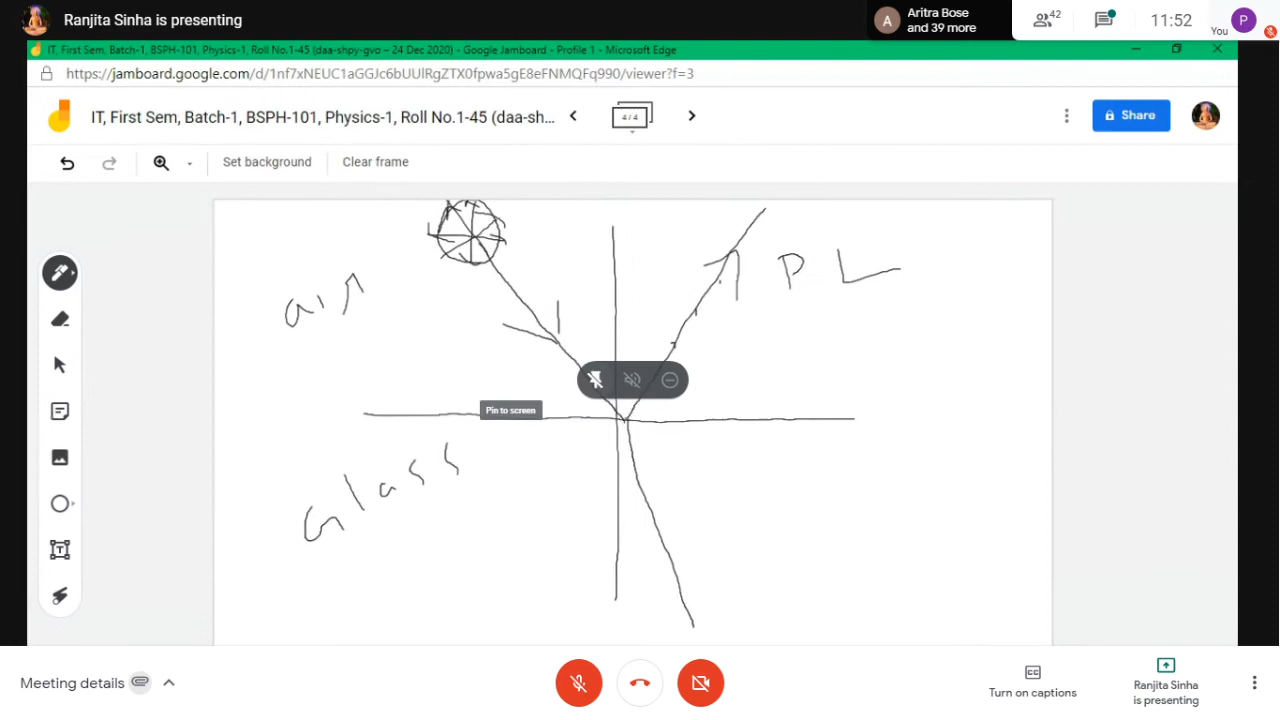 Ranjita Sinha is presenting
A
Aritra Bose
and 39 more
42
11:52
You
P
IT, First Sem, Batch-1, BSPH-101, Physics-1, Roll No.1-45 (daa-shpy-gvo – 24 Dec 2020) - Google Jamboard - Profile 1 - Microsoft Edge
https://jamboard.google.com/d/1nf7xNEUC1aGGJc6bUUlRgZTX0fpwa5gE8eFNMQFq990/viewer?f=3
IT, First Sem, Batch-1, BSPH-101, Physics-1, Roll No.1-45 (daa-sh...
4/4
Share
Set background
Clear frame
air
P L
Pin to screen
Glass
T
Meeting details
CC
Turn on captions
Ranjita Sinha
is presenting